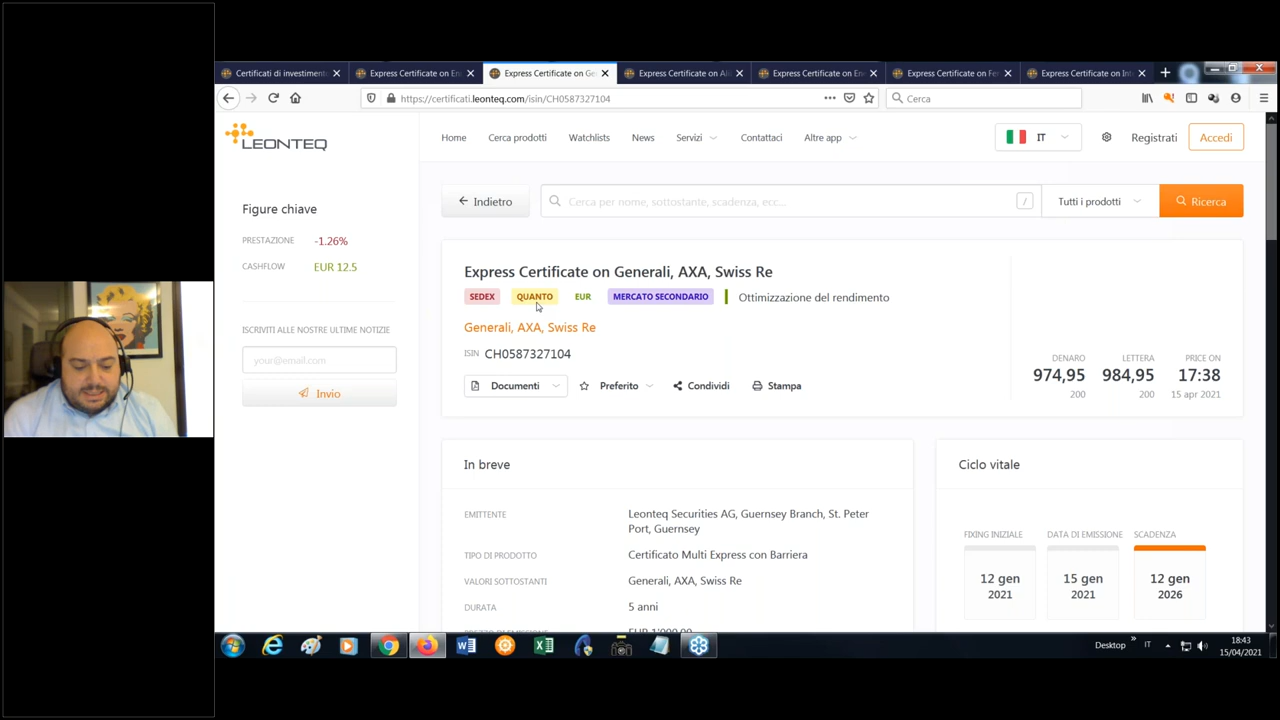 Certificati di investimento
Express Certificate on En
Express Certificate on Ge
Express Certificate on Al
Express Certificate on En
Express Certificate on Fe
Express Certificate on Int
https://certificati.leonteq.com/isin/CH0587327104
Cerca
LEONTEQ
Home
Cerca prodotti
Watchlists
News
Servizi
Contattaci
Altre app
IT
Registrati
Accedi
Figure chiave
PRESTAZIONE -1.26%
CASHFLOW EUR 12.5
ISCRIVITI ALLE NOSTRE ULTIME NOTIZIE
your@email.com
Invio
Indietro
Cerca per nome, sottostante, scadenza, ecc...
/
Tutti i prodotti
Ricerca
Express Certificate on Generali, AXA, Swiss Re
SEDEX QUANTO EUR MERCATO SECONDARIO Ottimizzazione del rendimento
Generali, AXA, Swiss Re
ISIN CH0587327104
Documenti
Preferito
Condividi
Stampa
DENARO LETTERA PRICE ON
974,95 984,95 17:38
200 200 15 apr 2021
In breve
EMITTENTE Leonteq Securities AG, Guernsey Branch, St. Peter
Port, Guernsey
TIPO DI PRODOTTO Certificato Multi Express con Barriera
VALORI SOTTOSTANTI Generali, AXA, Swiss Re
DURATA 5 anni
Ciclo vitale
FIXING INIZIALE DATA DI EMISSIONE SCADENZA
12 gen 15 gen 12 gen
2021 2021 2026
Desktop
IT
18:43
15/04/2021